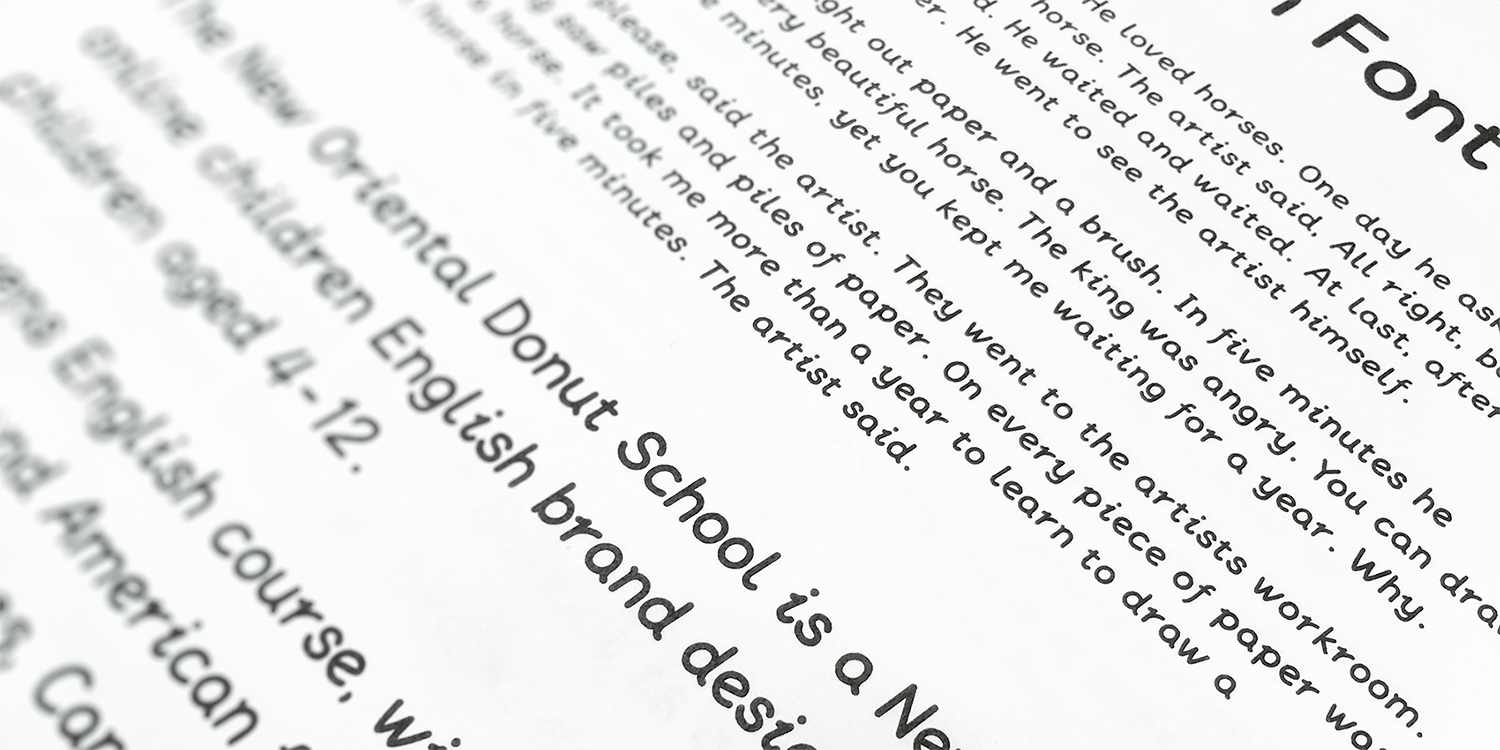 Font
He loved horses. One day he ask
horse. The artist said, All right, b
d. He waited and waited. At last, after
er. He went to see the artist himself.
ght out paper and a brush. In five minutes he
ery beautiful horse. The king was angry. You can dra
e minutes, yet you kept me waiting for a year. Why.
please, said the artist. They went to the artists workroom.
g saw piles and piles of paper. On every piece of paper wa
horse. It took me more than a year to learn to draw a
horse in five minutes. The artist said.
The New Oriental Donut School is a Ne
online children English brand desig
children aged 4-12.
ens English course, wi
nd American
s, Can